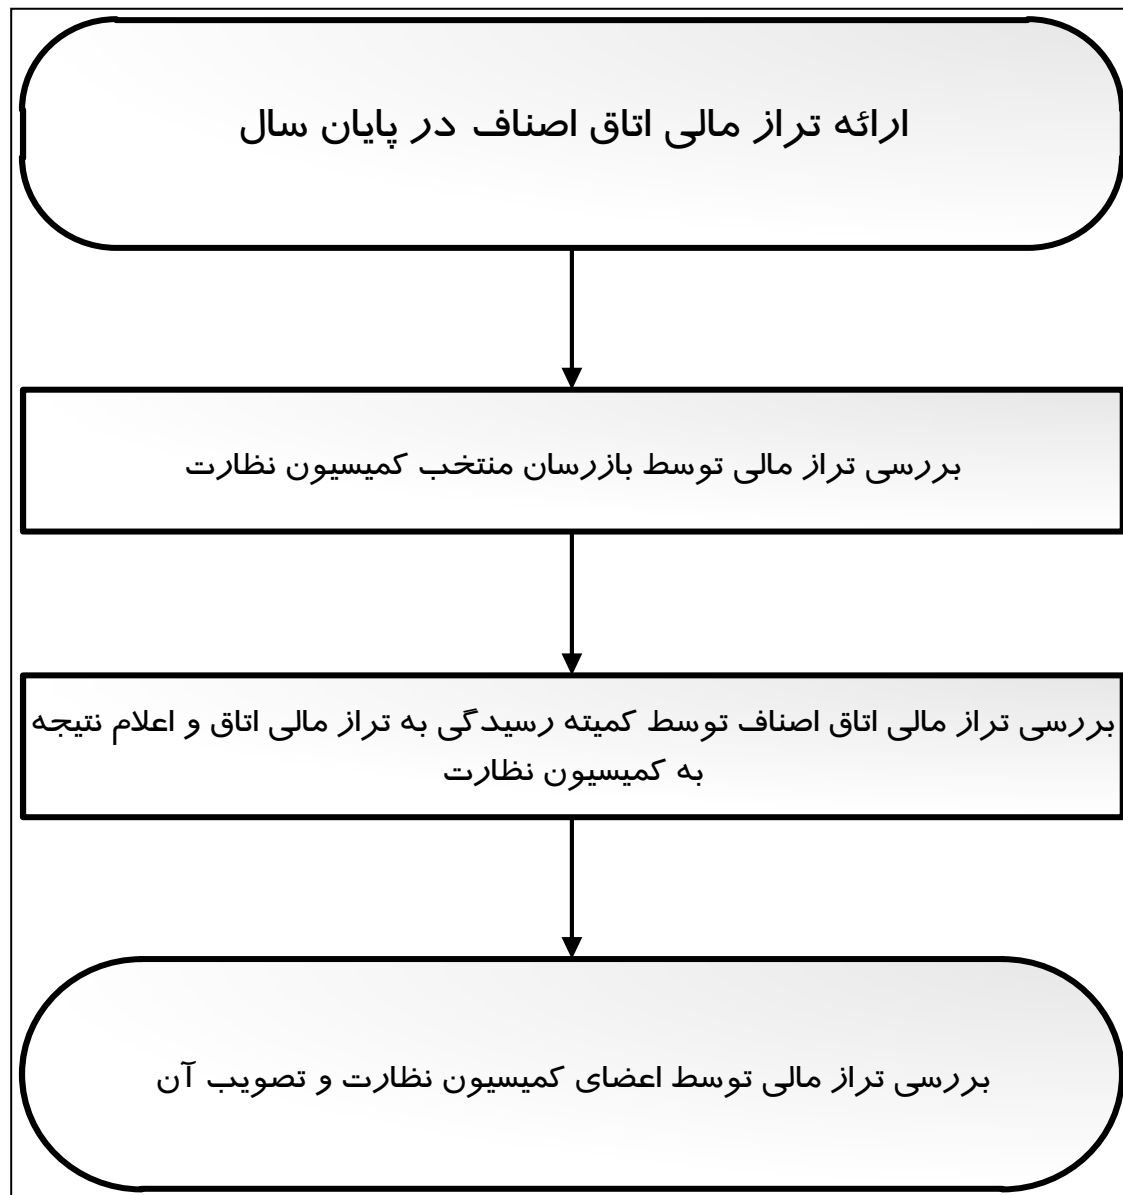 ارائه تراز مالی اتاق اصناف در پایان سال
بررسی تراز مالی توسط بازرسان منتخب کمیسیون نظارت
بررسی تراز مالی اتاق اصناف توسط کمیته رسیدگی به تراز مالی اتاق و اعلام نتیجه
به کمیسیون نظارت
بررسی تراز مالی توسط اعضای کمیسیون نظارت و تصویب آن